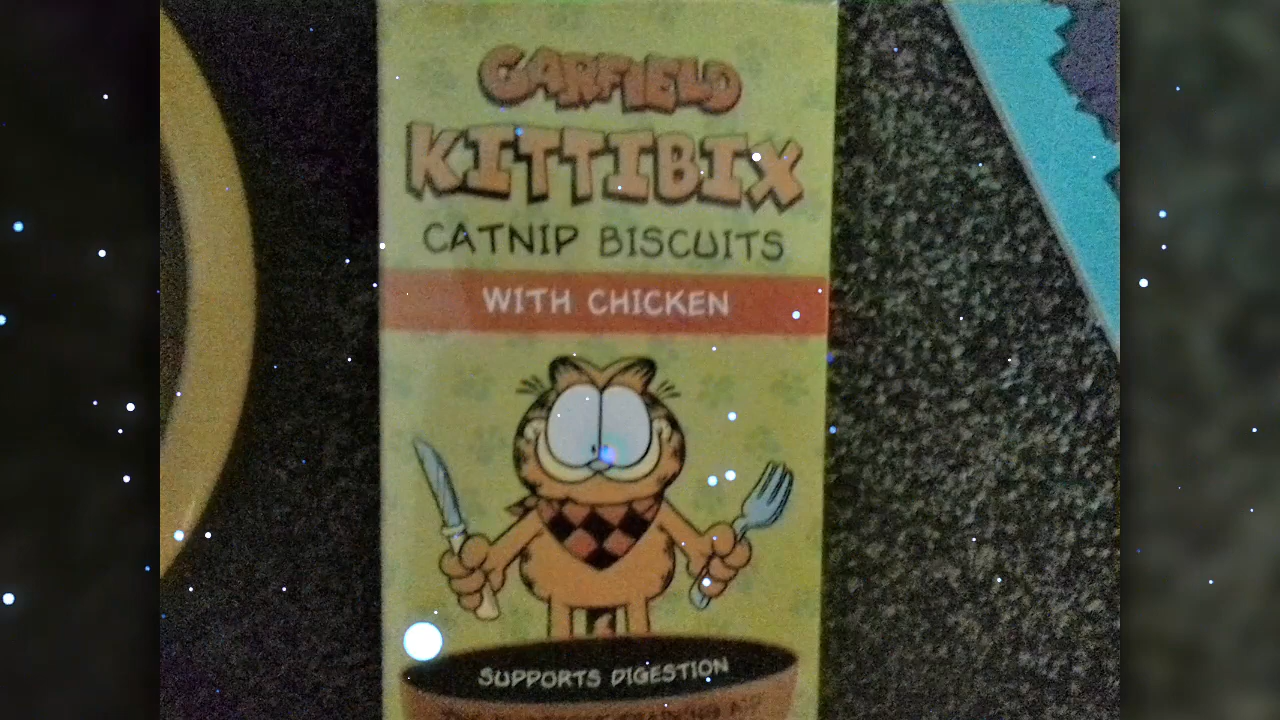 GARFIELD
KITTIBIX
CATNIP BISCUITS
WITH CHICKEN
SUPPORTS DIGESTION